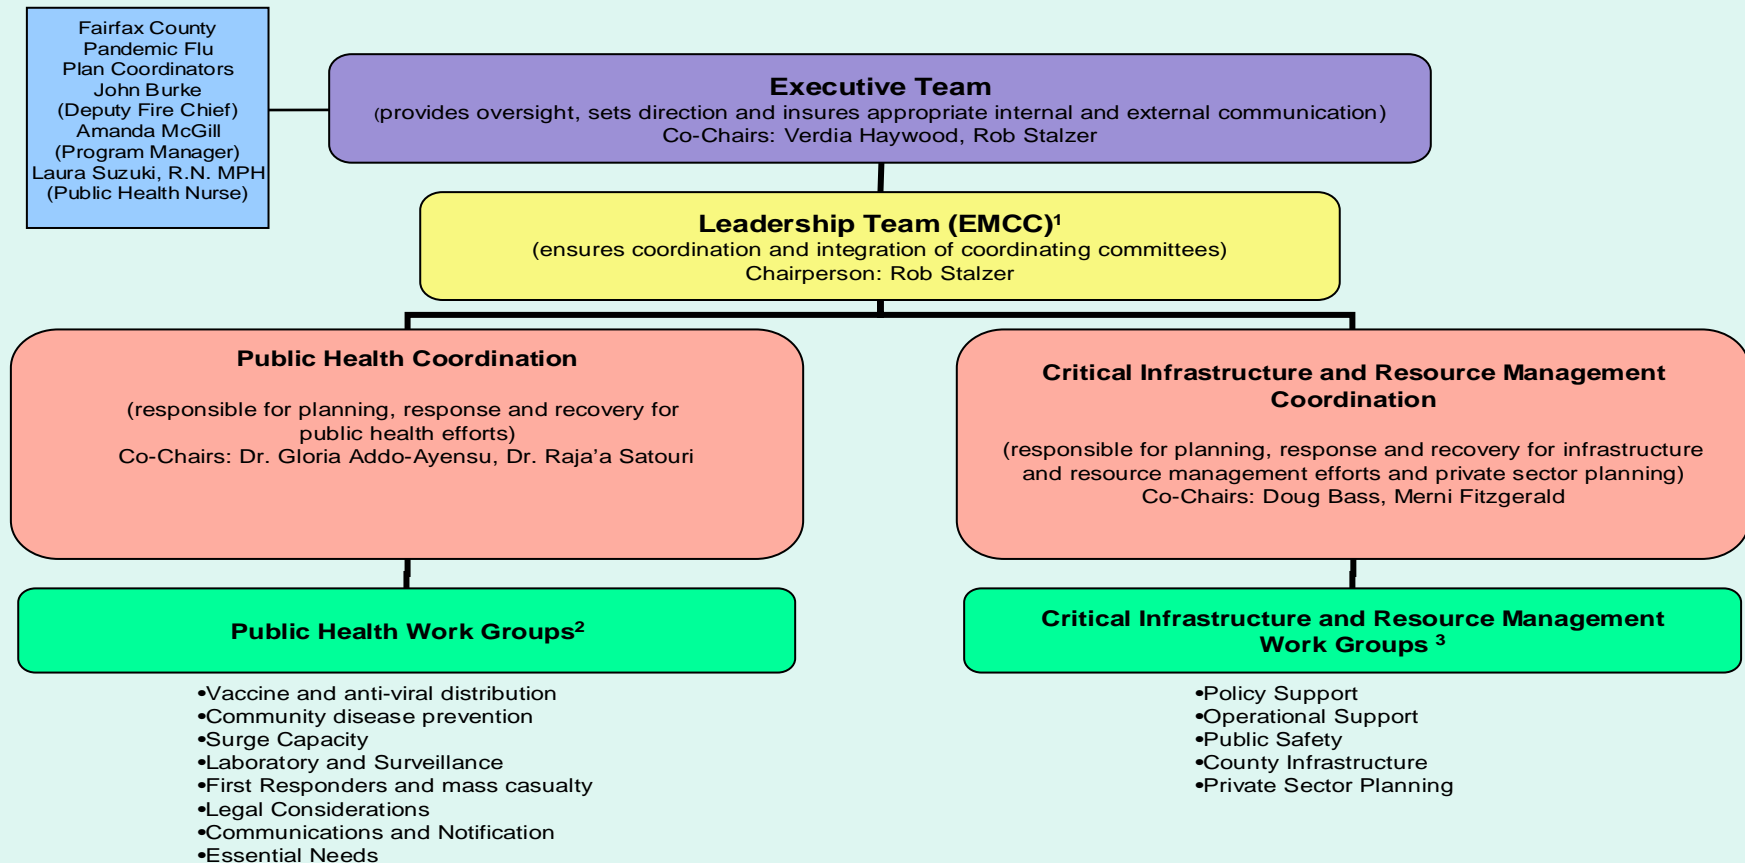 Fairfax County
Pandemic Flu
Plan Coordinators
John Burke
(Deputy Fire Chief)
Amanda McGill
(Program Manager)
Laura Suzuki, R.N. MPH
(Public Health Nurse)
Executive Team
(provides oversight, sets direction and insures appropriate internal and external communication)
Co-Chairs: Verdia Haywood, Rob Stalzer
Leadership Team (EMCC)¹
(ensures coordination and integration of coordinating committees)
Chairperson: Rob Stalzer
Public Health Coordination
(responsible for planning, response and recovery for
public health efforts)
Co-Chairs: Dr. Gloria Addo-Ayensu, Dr. Raja'a Satouri
Critical Infrastructure and Resource Management
Coordination
(responsible for planning, response and recovery for infrastructure
and resource management efforts and private sector planning)
Co-Chairs: Doug Bass, Merni Fitzgerald
Public Health Work Groups²
•Vaccine and anti-viral distribution
•Community disease prevention
•Surge Capacity
•Laboratory and Surveillance
•First Responders and mass casualty
•Legal Considerations
•Communications and Notification
•Essential Needs
Critical Infrastructure and Resource Management
Work Groups ³
•Policy Support
•Operational Support
•Public Safety
•County Infrastructure
•Private Sector Planning